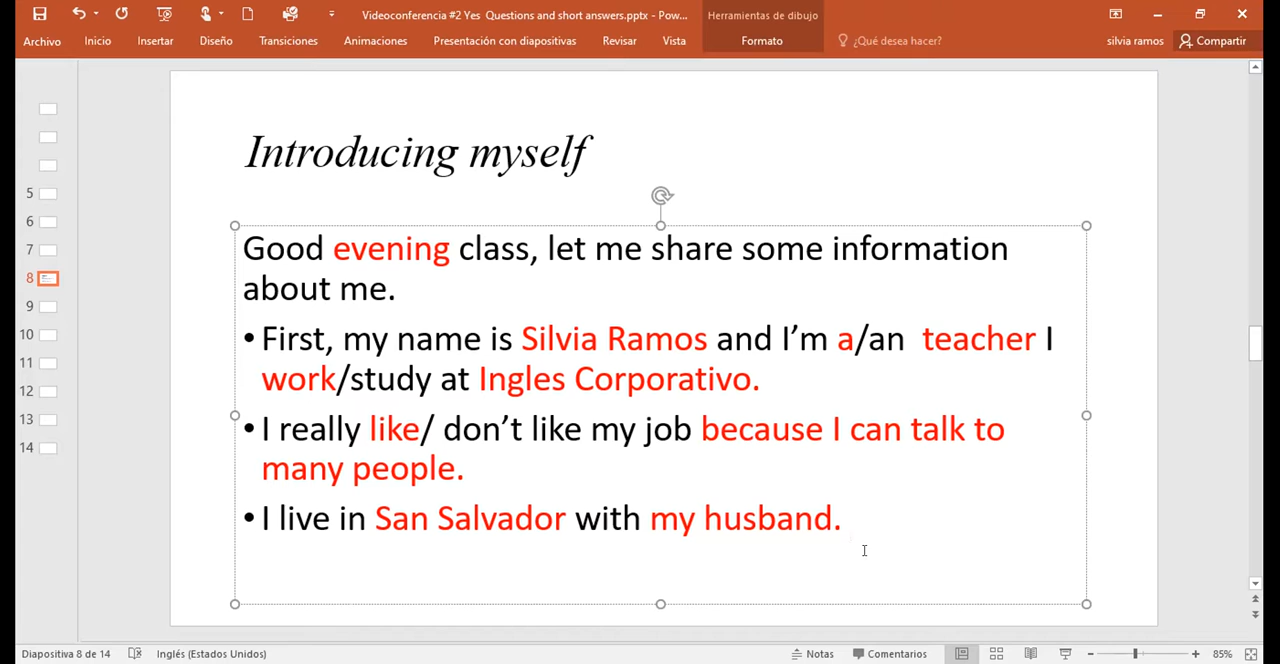 Videoconferencia #2 Yes Questions and short answers.pptx - Pow...
Herramientas de dibujo
Archivo Inicio Insertar Diseño Transiciones Animaciones Presentación con diapositivas Revisar Vista Formato ¿Qué desea hacer? silvia ramos Compartir
Introducing myself
Good evening class, let me share some information
about me.
•First, my name is Silvia Ramos and I’m a/an teacher I
work/study at Ingles Corporativo.
•I really like/ don’t like my job because I can talk to
many people.
•I live in San Salvador with my husband.
5
6
7
8
9
10
11
12
13
14
Diapositiva 8 de 14 Inglés (Estados Unidos) Notas Comentarios 85%